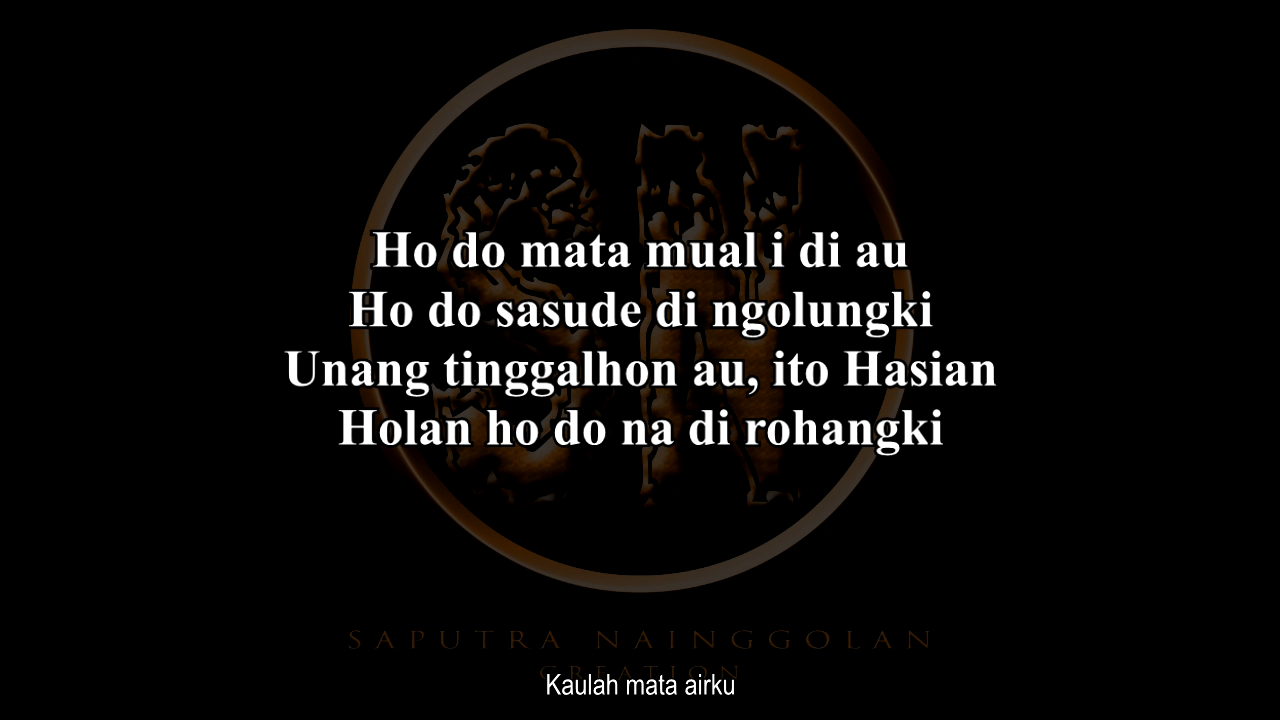 Ho do mata mual i di au
Ho do sasude di ngolungki
Unang tinggalhon au, ito Hasian
Holan ho do na di rohangki
SAPUTRA NAINGGOLAN
CREATION
Kaulah mata airku